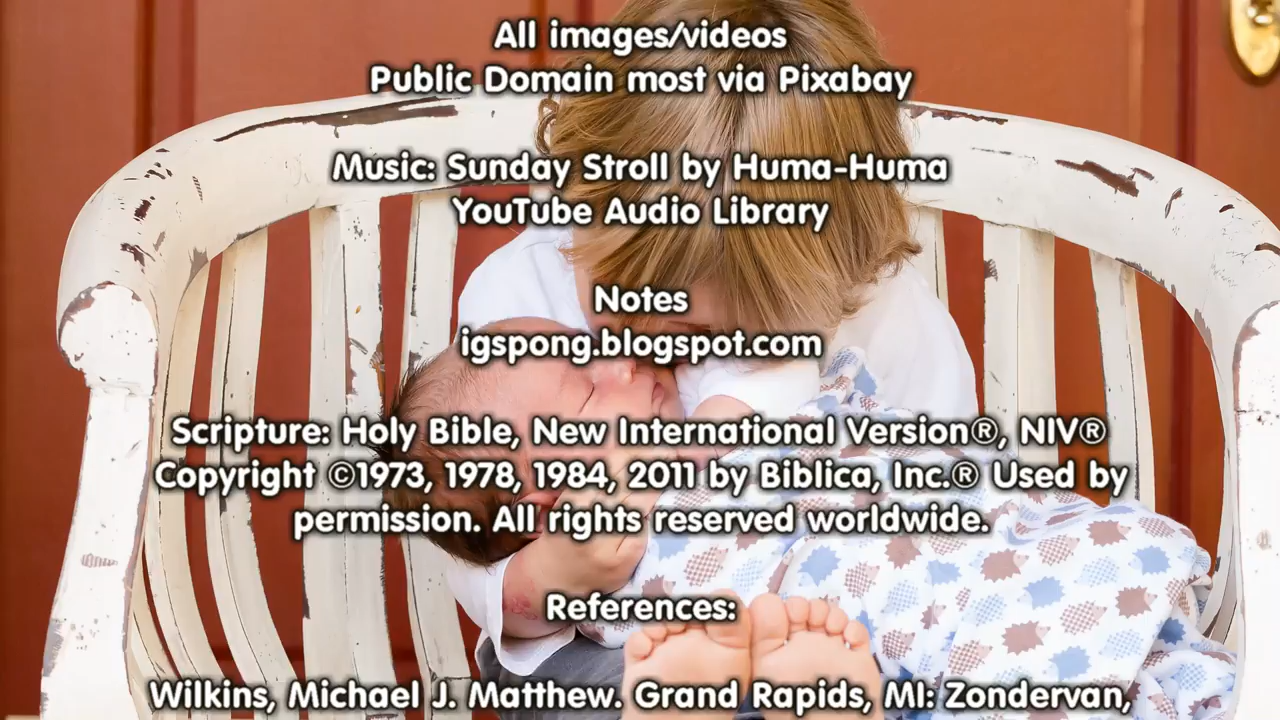 All images/videos
Public Domain most via Pixabay
Music: Sunday Stroll by Huma-Huma
YouTube Audio Library
Notes
igspong.blogspot.com
Scripture: Holy Bible, New International Version®, NIV®
Copyright ©1973, 1978, 1984, 2011 by Biblica, Inc.® Used by
permission. All rights reserved worldwide.
References:
Wilkins, Michael J. Matthew. Grand Rapids, MI: Zondervan,